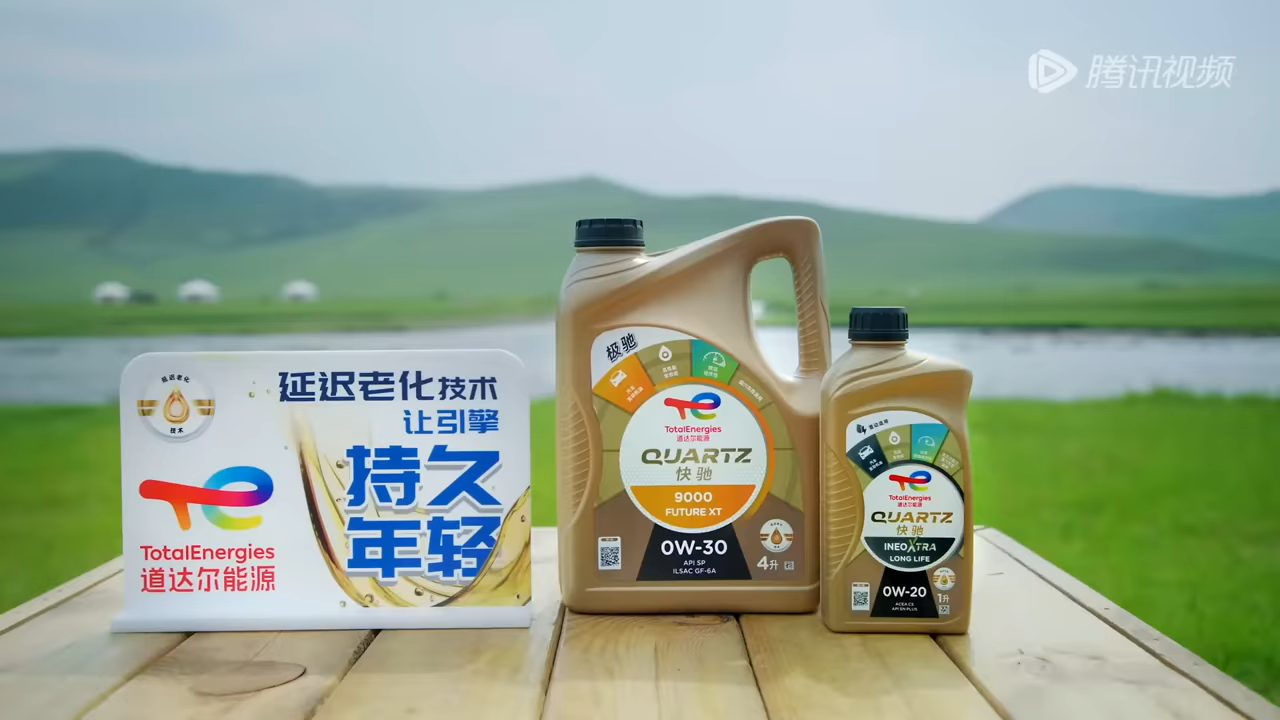 腾讯视频
延迟老化
技术
延迟老化技术
让引擎
持久
年轻
TotalEnergies
道达尔能源
极驰
TotalEnergies
道达尔能源
QUARTZ
快驰
9000
FUTURE XT
0W-30
API SP
ILSAC GF-6A
4升
TotalEnergies
道达尔能源
QUARTZ
快驰
INEO XTRA
LONG LIFE
0W-20
ACEA C5
API SN PLUS
1升